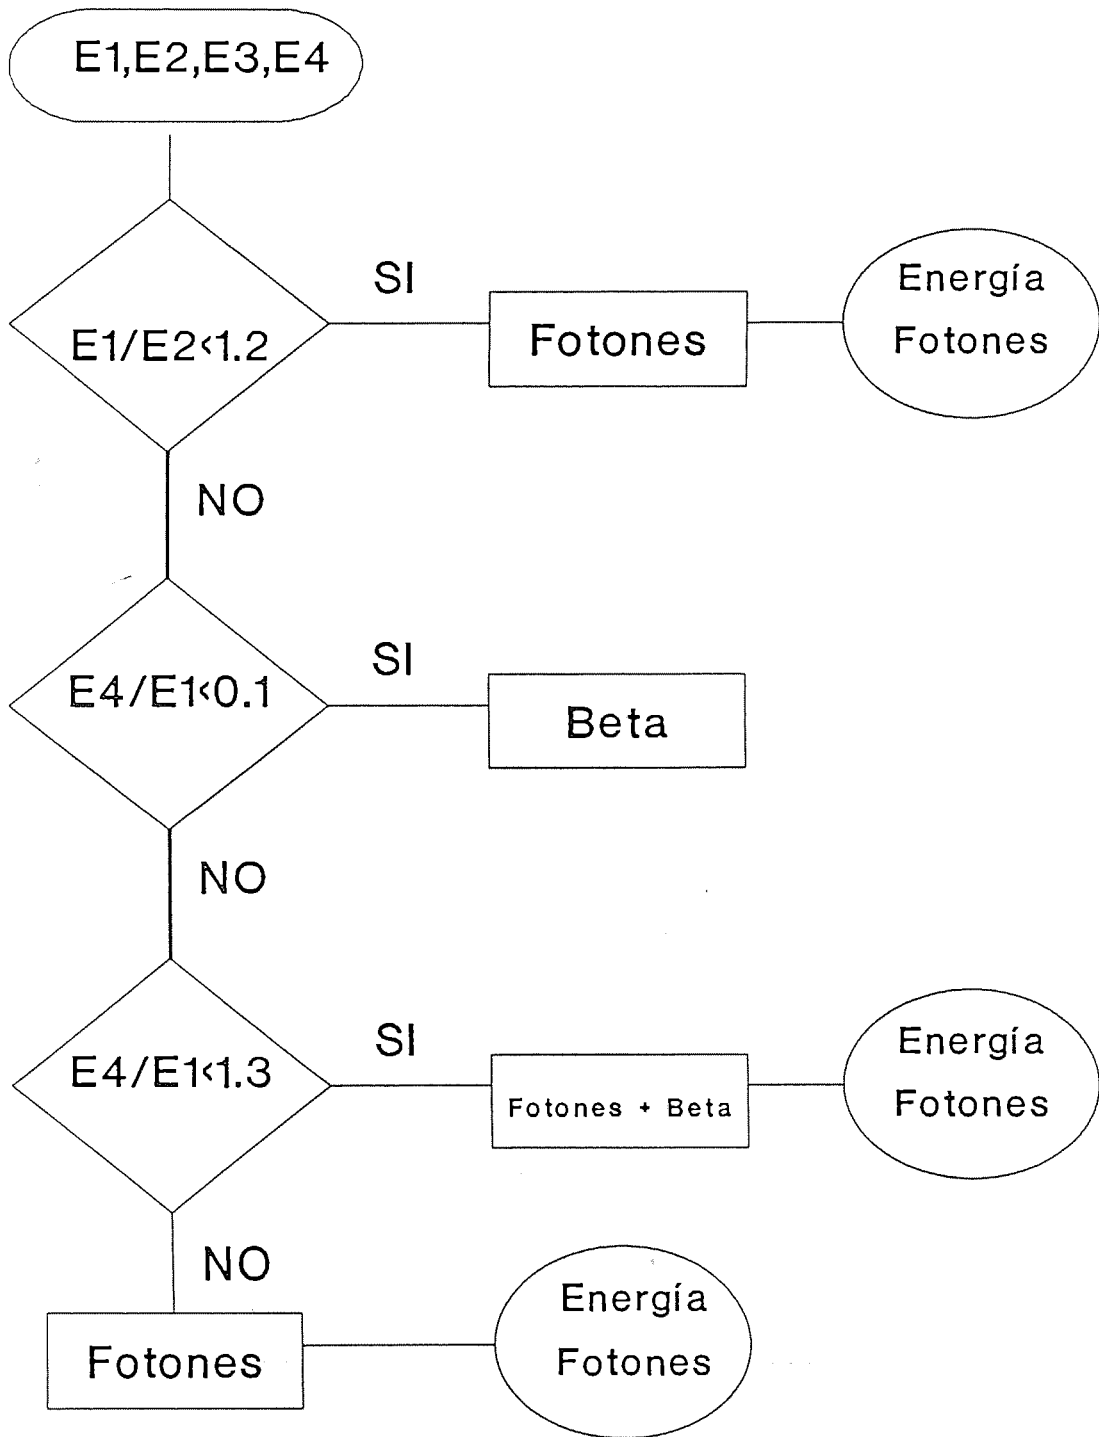 E1,E2,E3,E4
SI
Energía
Fotones
E1/E2<1.2
Fotones
NO
SI
E4/E1<0.1
Beta
NO
SI
Energía
Fotones
E4/E1<1.3
Fotones + Beta
NO
Energía
Fotones
Fotones